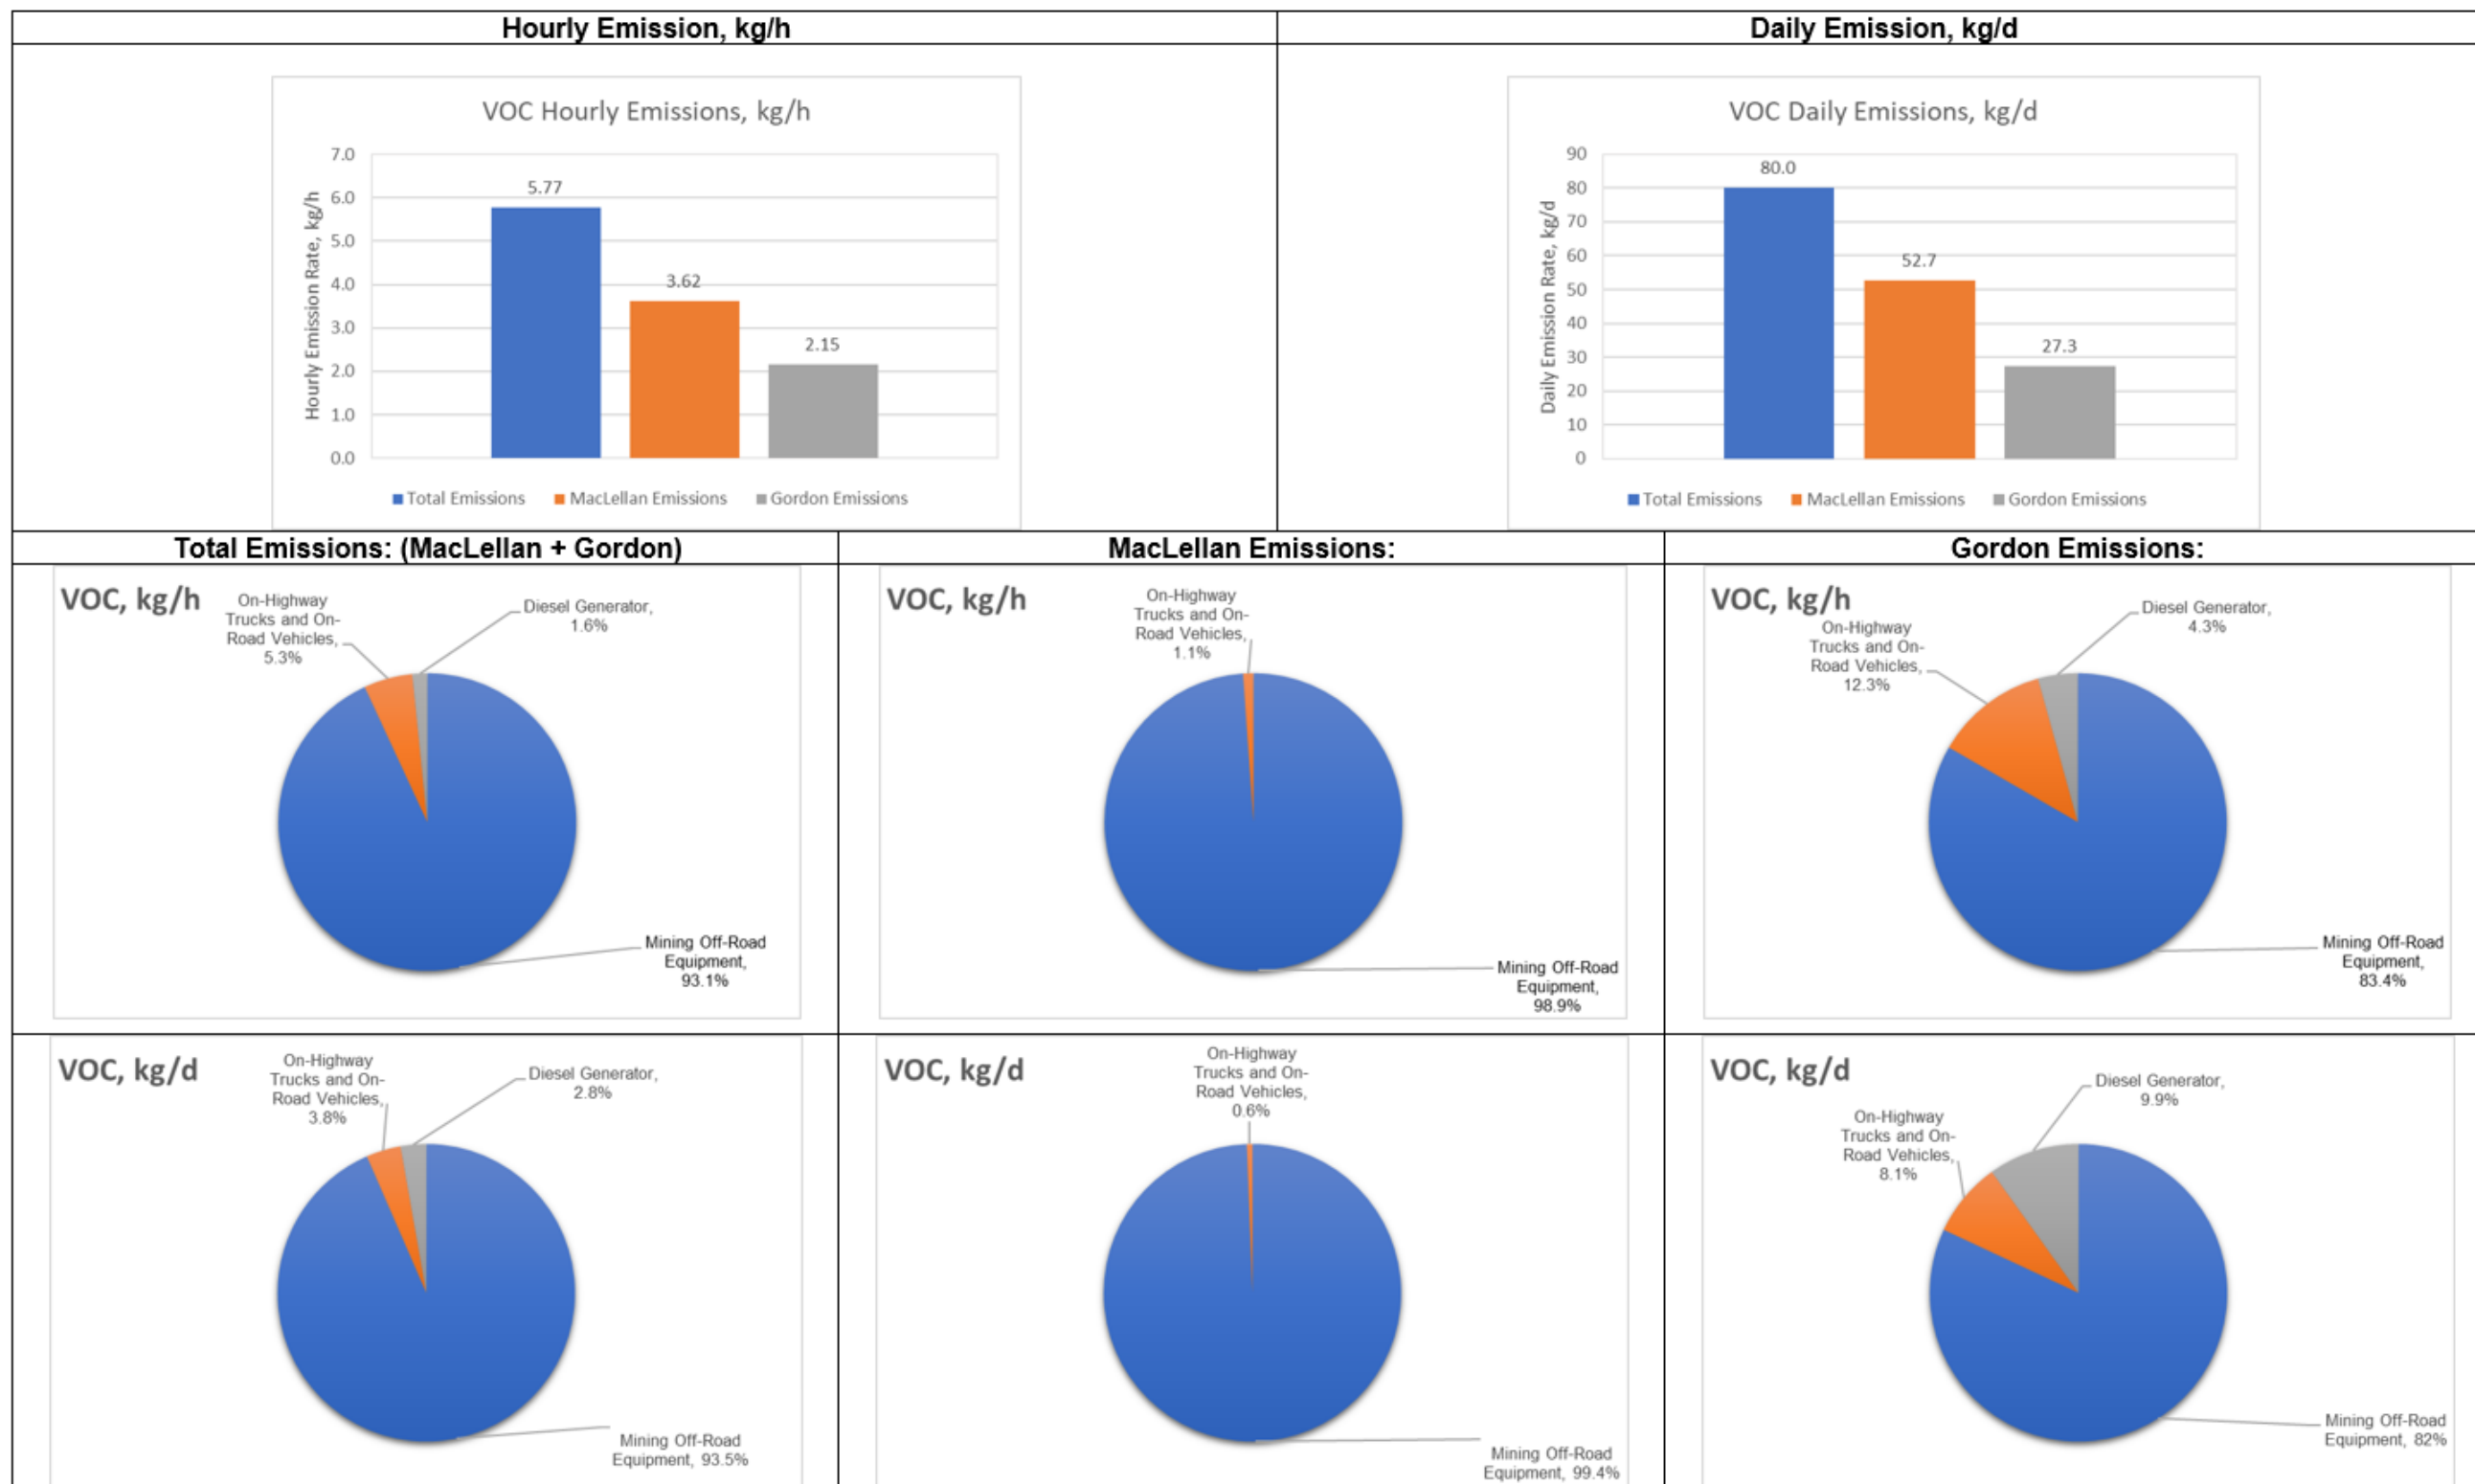 Hourly Emission, kg/h
Daily Emission, kg/d
VOC Hourly Emissions, kg/h
Hourly Emission Rate, kg/h
7.0
6.0
5.0
4.0
3.0
2.0
1.0
0.0
5.77
3.62
2.15
Total Emissions MacLellan Emissions Gordon Emissions
VOC Daily Emissions, kg/d
Daily Emission Rate, kg/d
90
80
70
60
50
40
30
20
10
0
80.0
52.7
27.3
Total Emissions MacLellan Emissions Gordon Emissions
Total Emissions: (MacLellan + Gordon)
MacLellan Emissions:
Gordon Emissions:
VOC, kg/h
On-Highway
Trucks and On-
Road Vehicles,
5.3%
Diesel Generator,
1.6%
Mining Off-Road
Equipment,
93.1%
VOC, kg/h
On-Highway
Trucks and On-
Road Vehicles,
1.1%
Mining Off-Road
Equipment,
98.9%
VOC, kg/h
On-Highway
Trucks and On-
Road Vehicles,
12.3%
Diesel Generator,
4.3%
Mining Off-Road
Equipment,
83.4%
VOC, kg/d
On-Highway
Trucks and On-
Road Vehicles,
3.8%
Diesel Generator,
2.8%
Mining Off-Road
Equipment, 93.5%
VOC, kg/d
On-Highway
Trucks and On-
Road Vehicles,
0.6%
Mining Off-Road
Equipment, 99.4%
VOC, kg/d
On-Highway
Trucks and On-
Road Vehicles,
8.1%
Diesel Generator,
9.9%
Mining Off-Road
Equipment, 82%